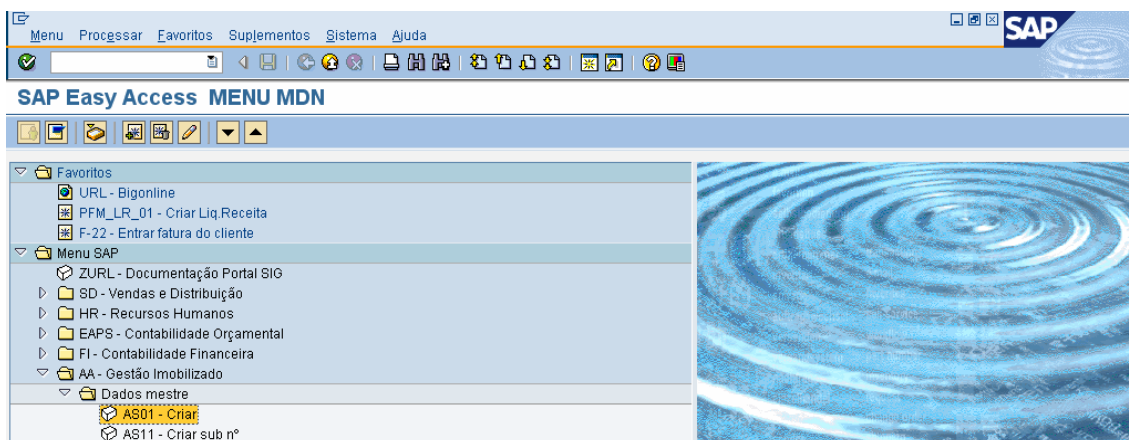 Menu Processar Favoritos Suplementos Sistema Ajuda
SAP
SAP Easy Access MENU MDN
Favoritos
URL - Bigonline
PFM_LR_01 - Criar Liq.Receita
F-22 - Entrar fatura do cliente
Menu SAP
ZURL - Documentação Portal SIG
SD - Vendas e Distribuição
HR - Recursos Humanos
EAPS - Contabilidade Orçamental
FI - Contabilidade Financeira
AA - Gestão Imobilizado
Dados mestre
AS01 - Criar
AS11 - Criar sub nº